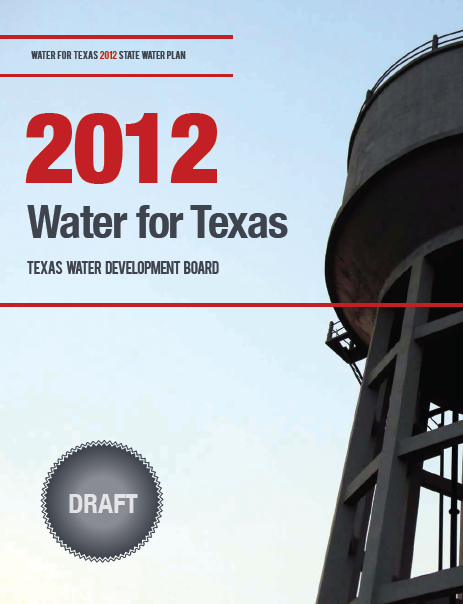 WATER FOR TEXAS 2012 STATE WATER PLAN
2012
Water for Texas
TEXAS WATER DEVELOPMENT BOARD
DRAFT